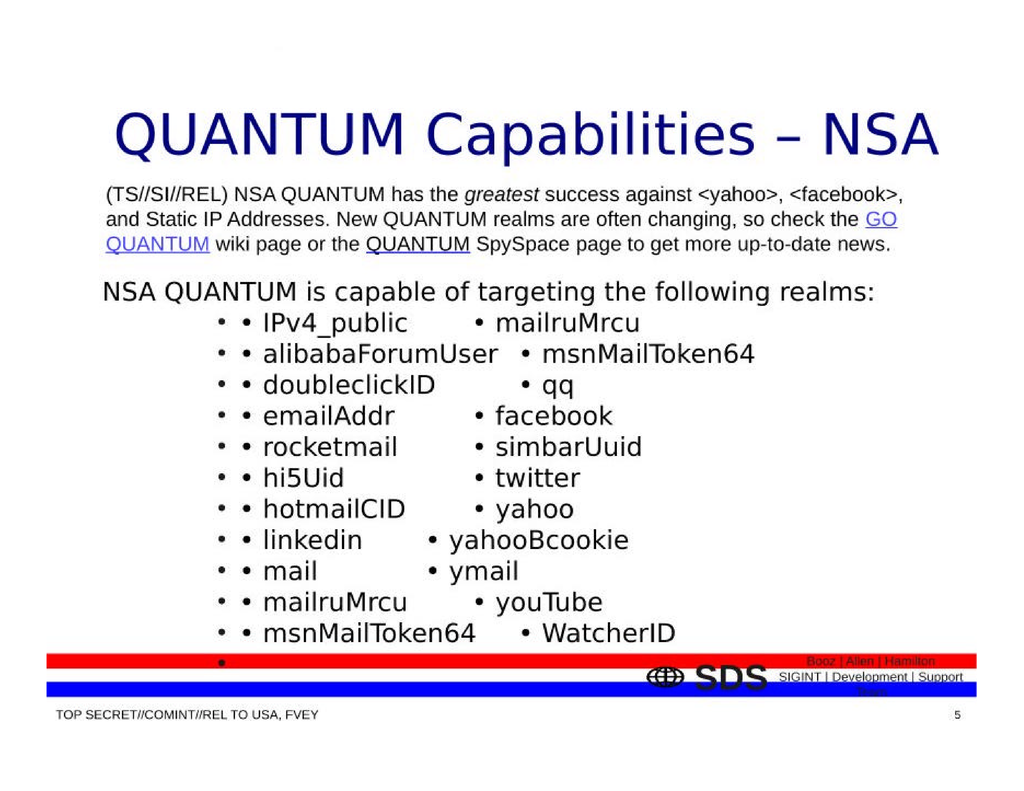 QUANTUM Capabilities – NSA
(TS//SI//REL) NSA QUANTUM has the greatest success against <yahoo>, <facebook>,
and Static IP Addresses. New QUANTUM realms are often changing, so check the GO
QUANTUM wiki page or the QUANTUM SpySpace page to get more up-to-date news.
NSA QUANTUM is capable of targeting the following realms:
• • IPv4_public • mailruMrcu
• • alibabaForumUser • msnMailToken64
• • doubleclickID • qq
• • emailAddr • facebook
• • rocketmail • simbarUuid
• • hi5Uid • twitter
• • hotmailCID • yahoo
• • linkedin • yahooBcookie
• • mail • ymail
• • mailruMrcu • youTube
• • msnMailToken64 • WatcherID
•
Booz | Allen | Hamilton
SDS SIGINT | Development | Support
TOP SECRET//COMINT//REL TO USA, FVEY 5